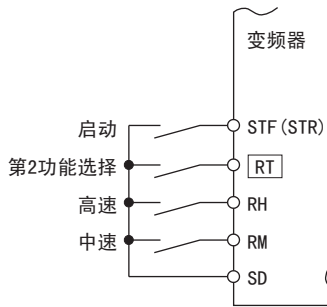 变频器
启动 STF(STR)
第2功能选择 RT
高速 RH
中速 RM
SD